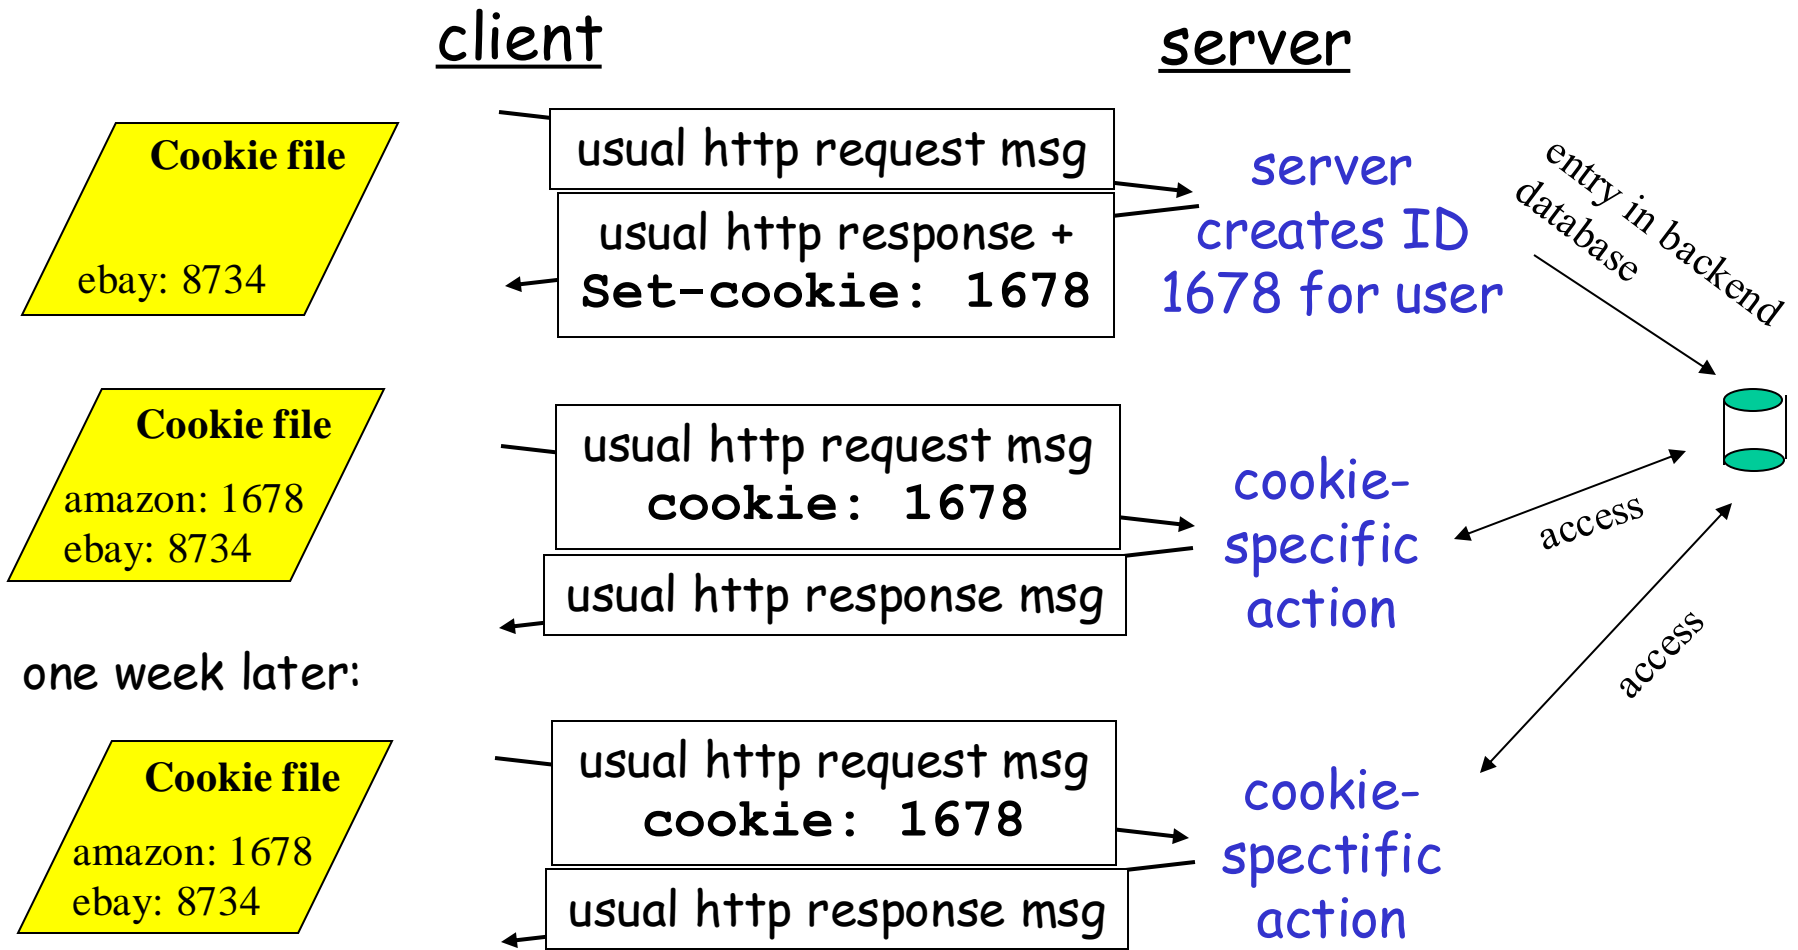 client
server
Cookie file
ebay: 8734
usual http request msg
usual http response +
Set-cookie: 1678
server
creates ID
1678 for user
entry in backend
database
Cookie file
amazon: 1678
ebay: 8734
usual http request msg
cookie: 1678
usual http response msg
cookie-
specific
action
access
access
one week later:
Cookie file
amazon: 1678
ebay: 8734
usual http request msg
cookie: 1678
usual http response msg
cookie-
spectific
action